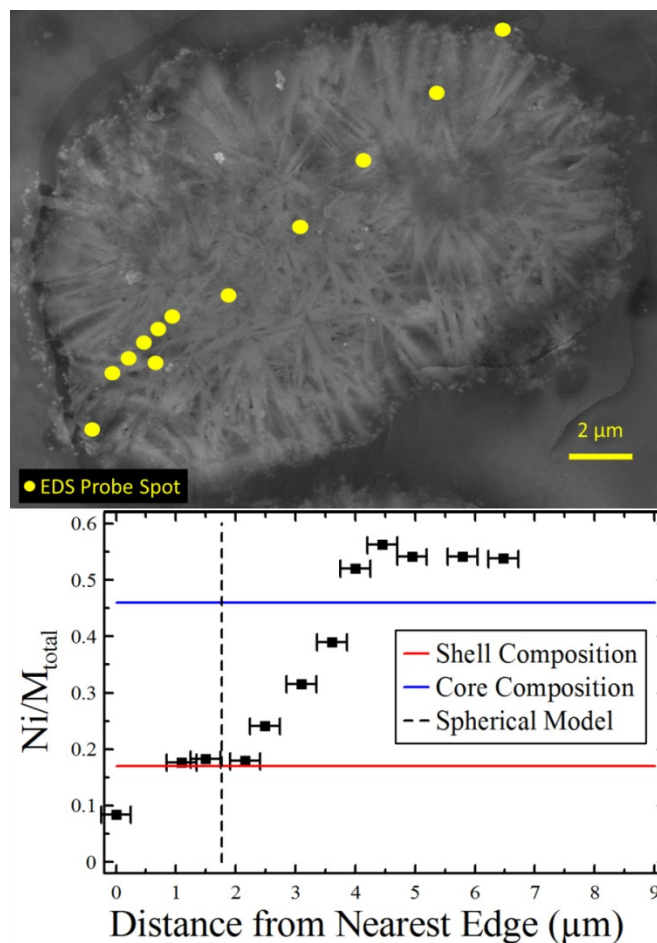 2 μm
EDS Probe Spot
0.6
0.5
0.4
0.3
0.2
0.1
0
Ni/M_total
Shell Composition
Core Composition
Spherical Model
0 1 2 3 4 5 6 7 8 9
Distance from Nearest Edge (μm)